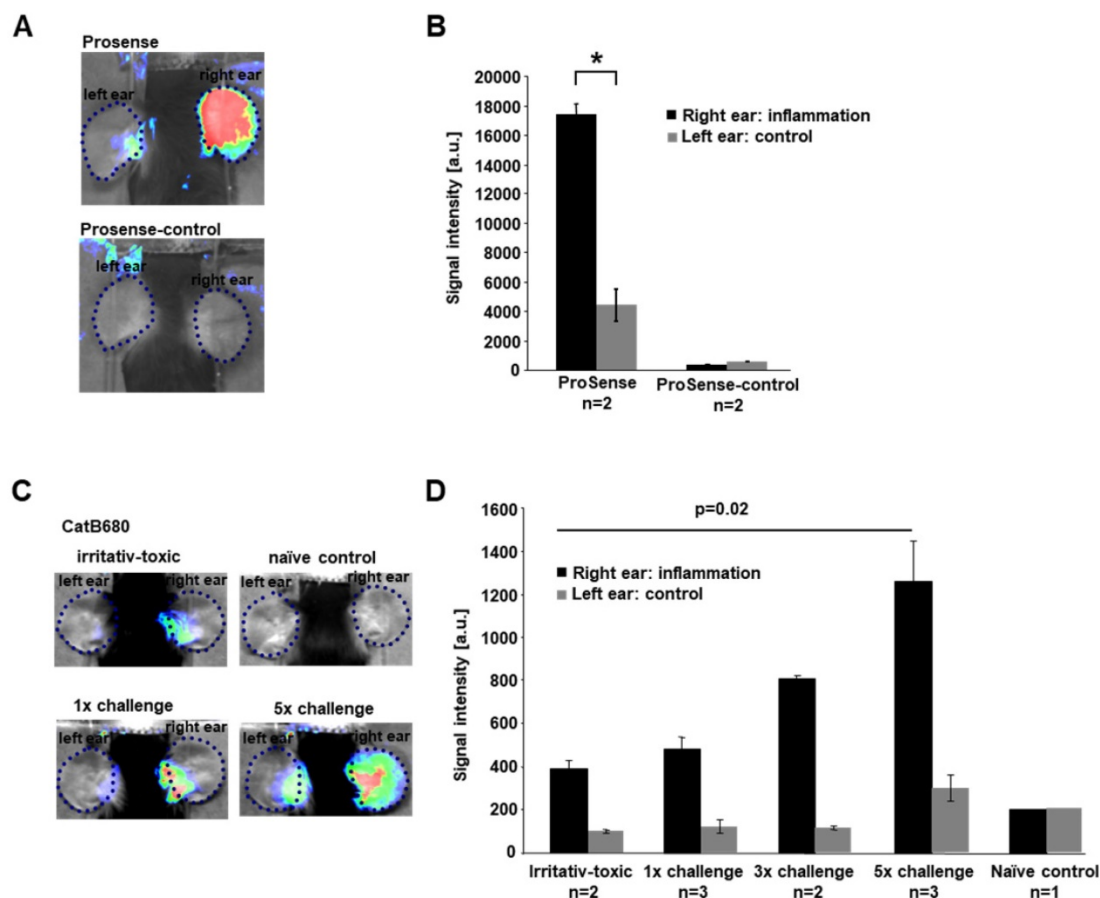 A
Prosense
left ear
right ear
Prosense-control
left ear
right ear
B
*
20000
18000
16000
14000
12000
10000
8000
6000
4000
2000
0
Signal intensity [a.u.]
Right ear: inflammation
Left ear: control
ProSense
n=2
ProSense-control
n=2
C
CatB680
irritativ-toxic
left ear
right ear
naïve control
left ear
right ear
1x challenge
left ear
right ear
5x challenge
left ear
right ear
D
1600
1400
1200
1000
800
600
400
200
0
Signal intensity [a.u.]
p=0.02
Right ear: inflammation
Left ear: control
Irritativ-toxic
n=2
1x challenge
n=3
3x challenge
n=2
5x challenge
n=3
Naïve control
n=1